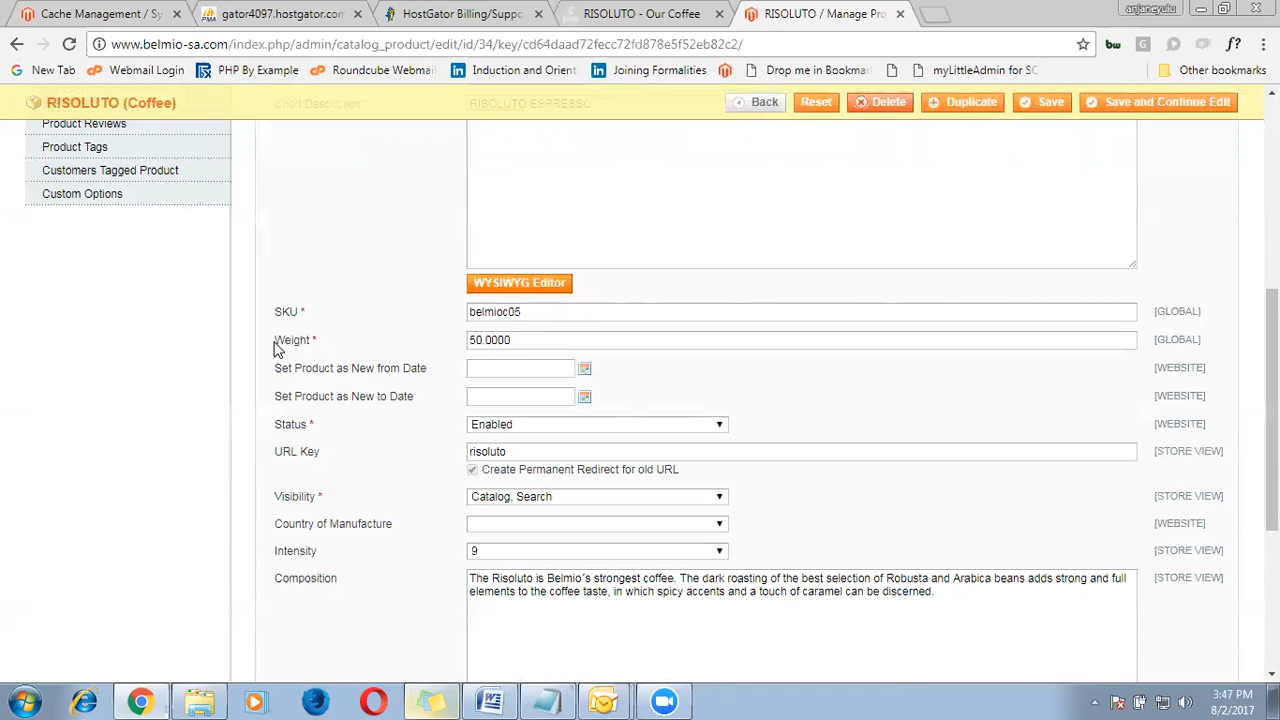 Cache Management / Sy
gator4097.hostgator.com
HostGator Billing/Suppo
RISOLUTO - Our Coffee
RISOLUTO / Manage Pro
anjaneyulu
www.belmio-sa.com/index.php/admin/catalog_product/edit/id/34/key/cd64daad72fecc72fd878e5f52eb82c2/
New Tab
Webmail Login
PHP By Example
Roundcube Webmail
Induction and Orient
Joining Formalities
Drop me in Bookmar
myLittleAdmin for SC
Other bookmarks
RISOLUTO (Coffee)
Back
Reset
Delete
Duplicate
Save
Save and Continue Edit
Short Description
RISOLUTO ESPRESSO
Product Reviews
Product Tags
Customers Tagged Product
Custom Options
WYSIWYG Editor
SKU * belmioc05 [GLOBAL]
Weight * 50.0000 [GLOBAL]
Set Product as New from Date [WEBSITE]
Set Product as New to Date [WEBSITE]
Status * Enabled [WEBSITE]
URL Key risoluto [STORE VIEW]
Create Permanent Redirect for old URL
Visibility * Catalog, Search [STORE VIEW]
Country of Manufacture [WEBSITE]
Intensity 9 [STORE VIEW]
Composition The Risoluto is Belmio´s strongest coffee. The dark roasting of the best selection of Robusta and Arabica beans adds strong and full [STORE VIEW]
elements to the coffee taste, in which spicy accents and a touch of caramel can be discerned.
3:47 PM
8/2/2017